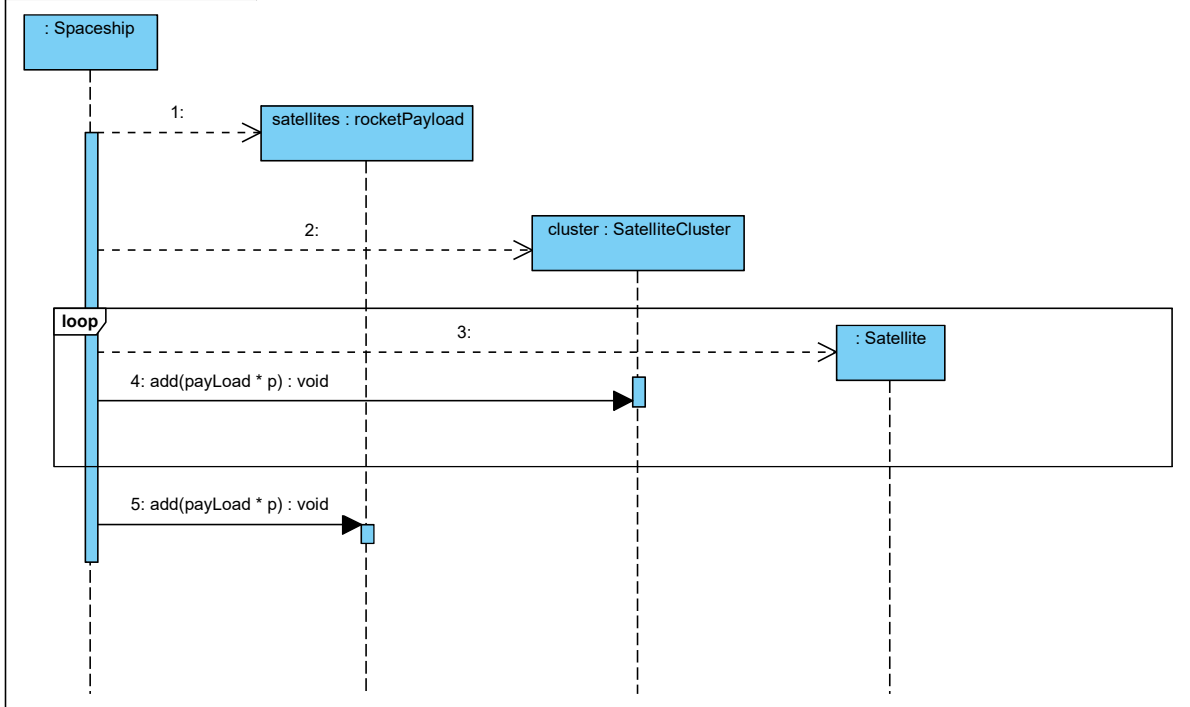 : Spaceship
1:
satellites : rocketPayload
2:
cluster : SatelliteCluster
loop
3:
: Satellite
4: add(payLoad * p) : void
5: add(payLoad * p) : void